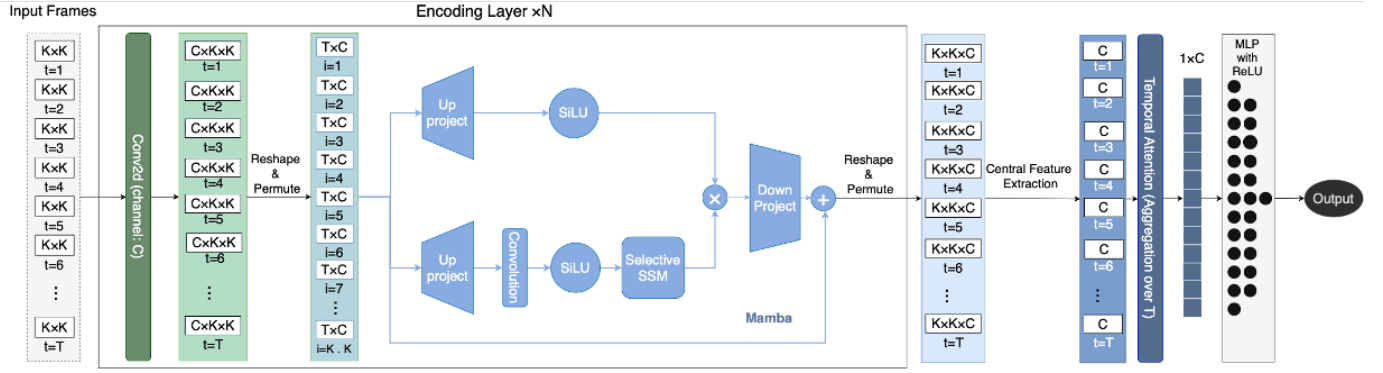 Input Frames
Encoding Layer ×N
K×K
t=1
K×K
t=2
K×K
t=3
K×K
t=4
K×K
t=5
K×K
t=6
⋮
K×K
t=T
Conv2d (channel: C)
C×K×K
t=1
C×K×K
t=2
C×K×K
t=3
C×K×K
t=4
C×K×K
t=5
C×K×K
t=6
⋮
C×K×K
t=T
Reshape
&
Permute
T×C
i=1
T×C
i=2
T×C
i=3
T×C
i=4
T×C
i=5
T×C
i=6
T×C
i=7
⋮
T×C
i=K . K
Up
project
SiLU
Up
project
Convolution
SiLU
Selective
SSM
×
Down
Project
+
Mamba
Reshape
&
Permute
K×K×C
t=1
K×K×C
t=2
K×K×C
t=3
K×K×C
t=4
K×K×C
t=5
K×K×C
t=6
⋮
K×K×C
t=T
Central Feature
Extraction
C
t=1
C
t=2
C
t=3
C
t=4
C
t=5
C
t=6
⋮
C
t=T
Temporal Attention (Aggregation over T)
1×C
MLP
with
ReLU
Output